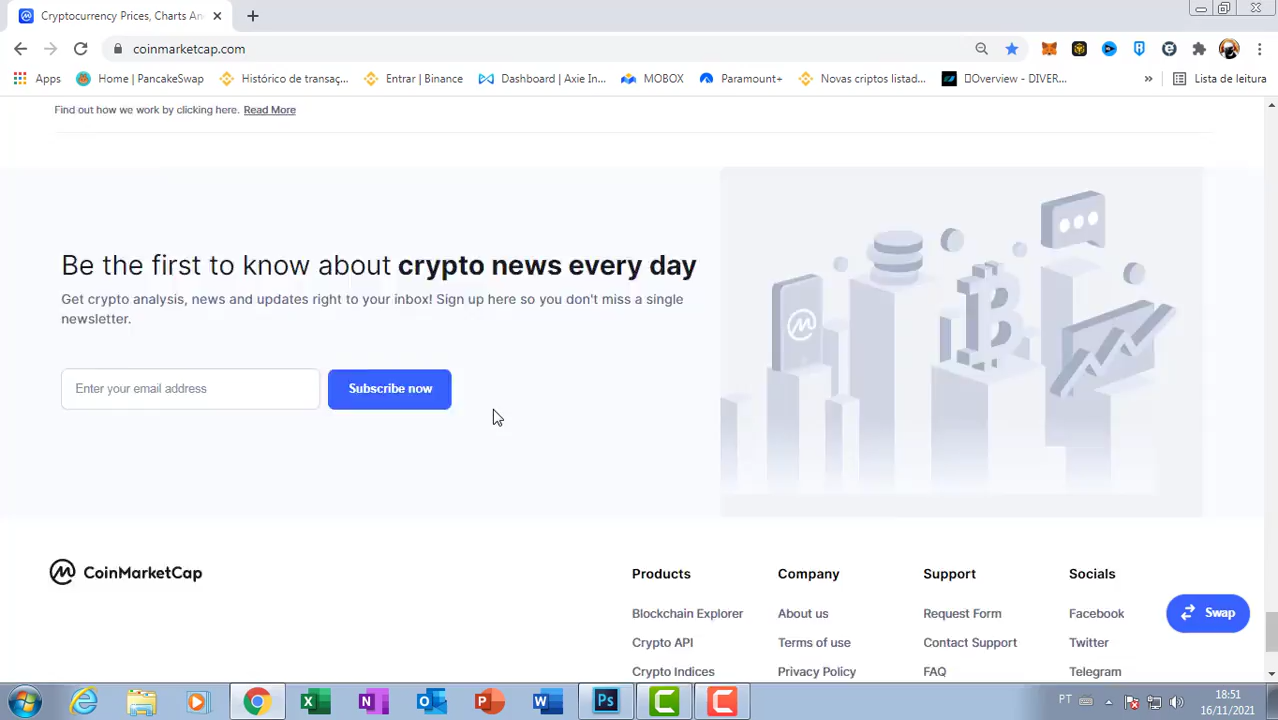 Cryptocurrency Prices, Charts An
coinmarketcap.com
Apps
Home | PancakeSwap
Histórico de transaç...
Entrar | Binance
Dashboard | Axie In...
MOBOX
Paramount+
Novas criptos listad...
Overview - DIVER...
»
Lista de leitura
Find out how we work by clicking here. Read More
Be the first to know about crypto news every day
Get crypto analysis, news and updates right to your inbox! Sign up here so you don't miss a single
newsletter.
Enter your email address
Subscribe now
CoinMarketCap
Products
Company
Support
Socials
Blockchain Explorer
About us
Request Form
Facebook
Swap
Crypto API
Terms of use
Contact Support
Twitter
Crypto Indices
Privacy Policy
FAQ
Telegram
Ps
PT
18:51
16/11/2021